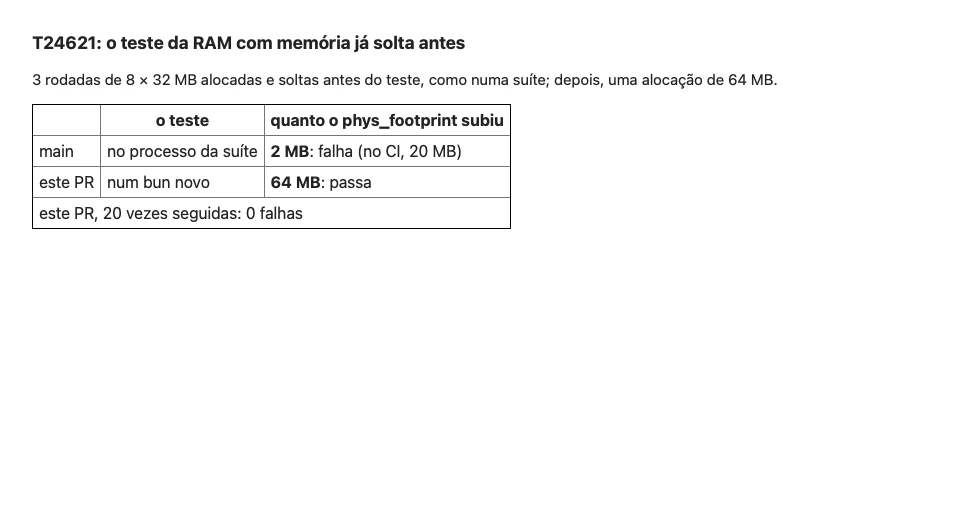 T24621: o teste da RAM com memória já solta antes
3 rodadas de 8 × 32 MB alocadas e soltas antes do teste, como numa suíte; depois, uma alocação de 64 MB.
o teste quanto o phys_footprint subiu
main no processo da suíte 2 MB: falha (no CI, 20 MB)
este PR num bun novo 64 MB: passa
este PR, 20 vezes seguidas: 0 falhas